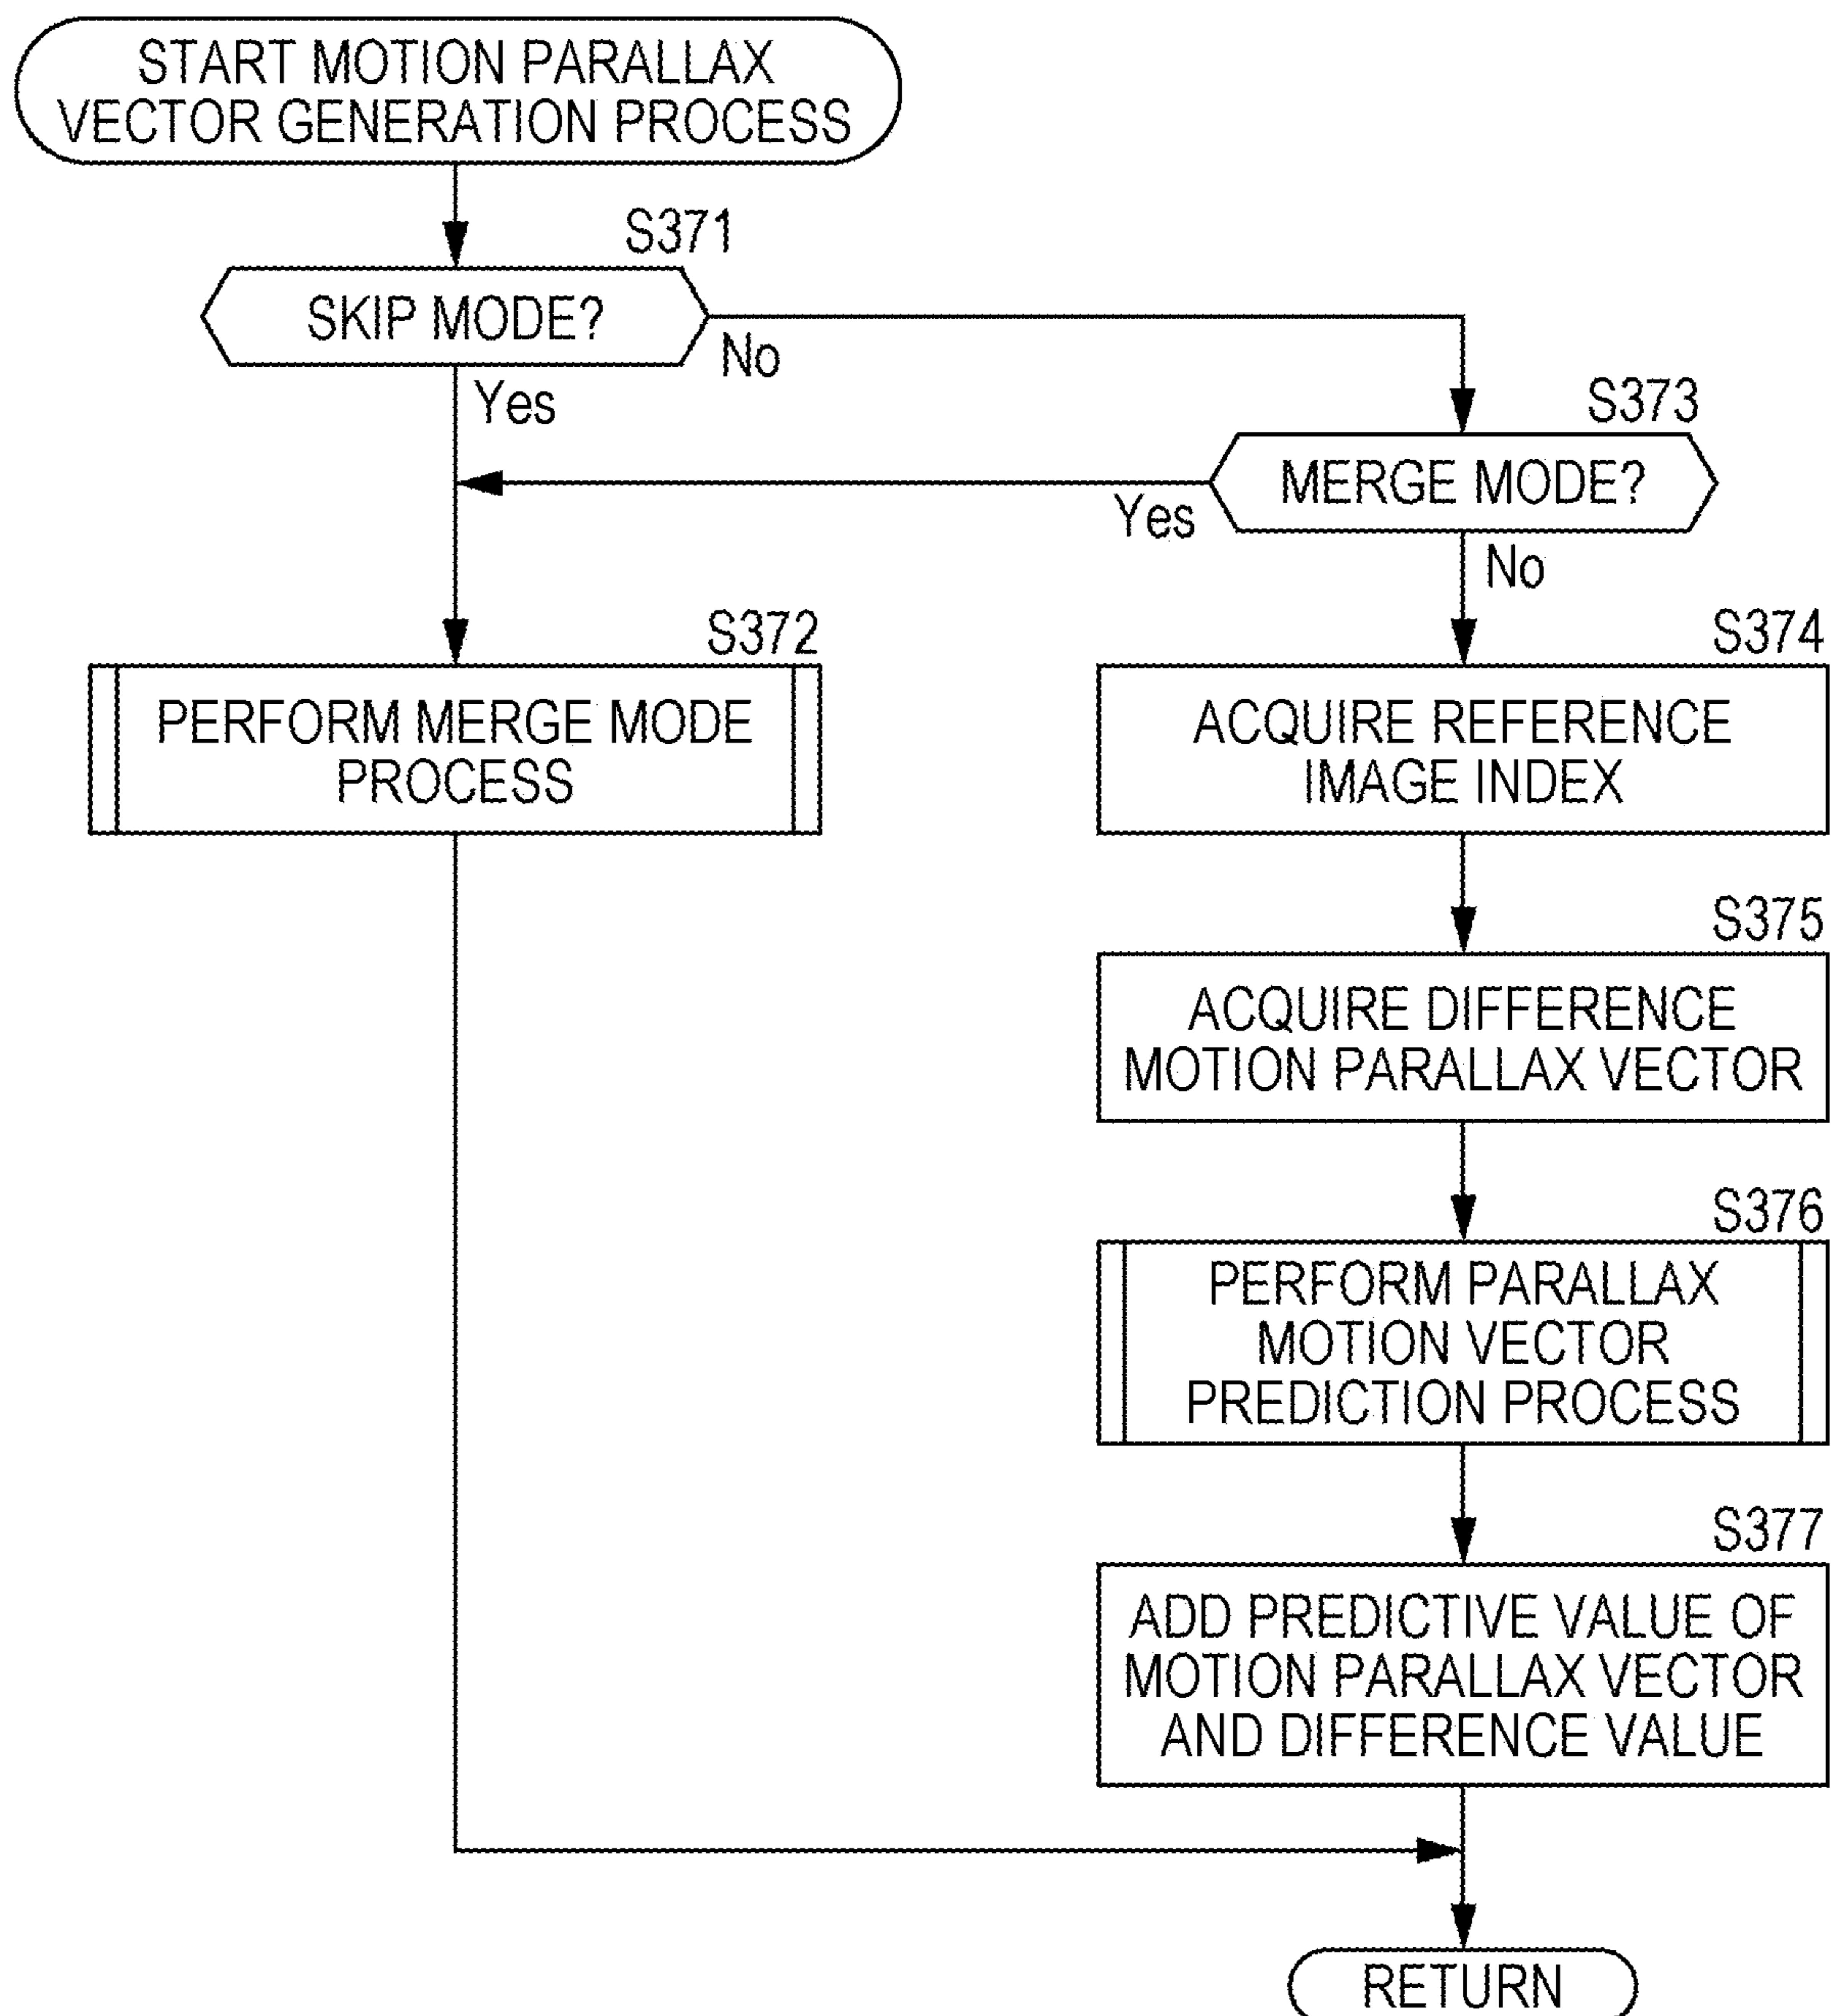 START MOTION PARALLAX
VECTOR GENERATION PROCESS
S371
SKIP MODE?
No
Yes
S373
MERGE MODE?
Yes
No
S372
PERFORM MERGE MODE
PROCESS
S374
ACQUIRE REFERENCE
IMAGE INDEX
S375
ACQUIRE DIFFERENCE
MOTION PARALLAX VECTOR
S376
PERFORM PARALLAX
MOTION VECTOR
PREDICTION PROCESS
S377
ADD PREDICTIVE VALUE OF
MOTION PARALLAX VECTOR
AND DIFFERENCE VALUE
RETURN